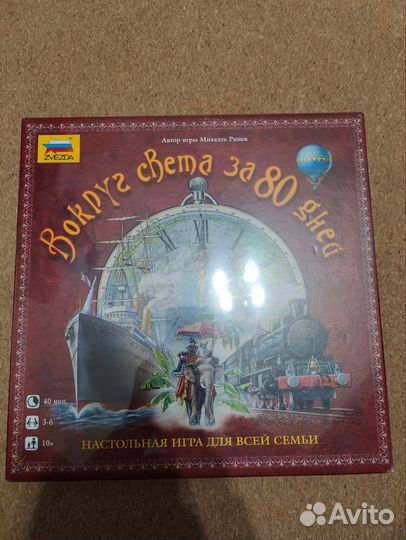 Автор игры Михаэль Ринек
ZVEZDA
Вокруг света за 80 дней
40 мин.
3-6
10+
НАСТОЛЬНАЯ ИГРА ДЛЯ ВСЕЙ СЕМЬИ
Avito